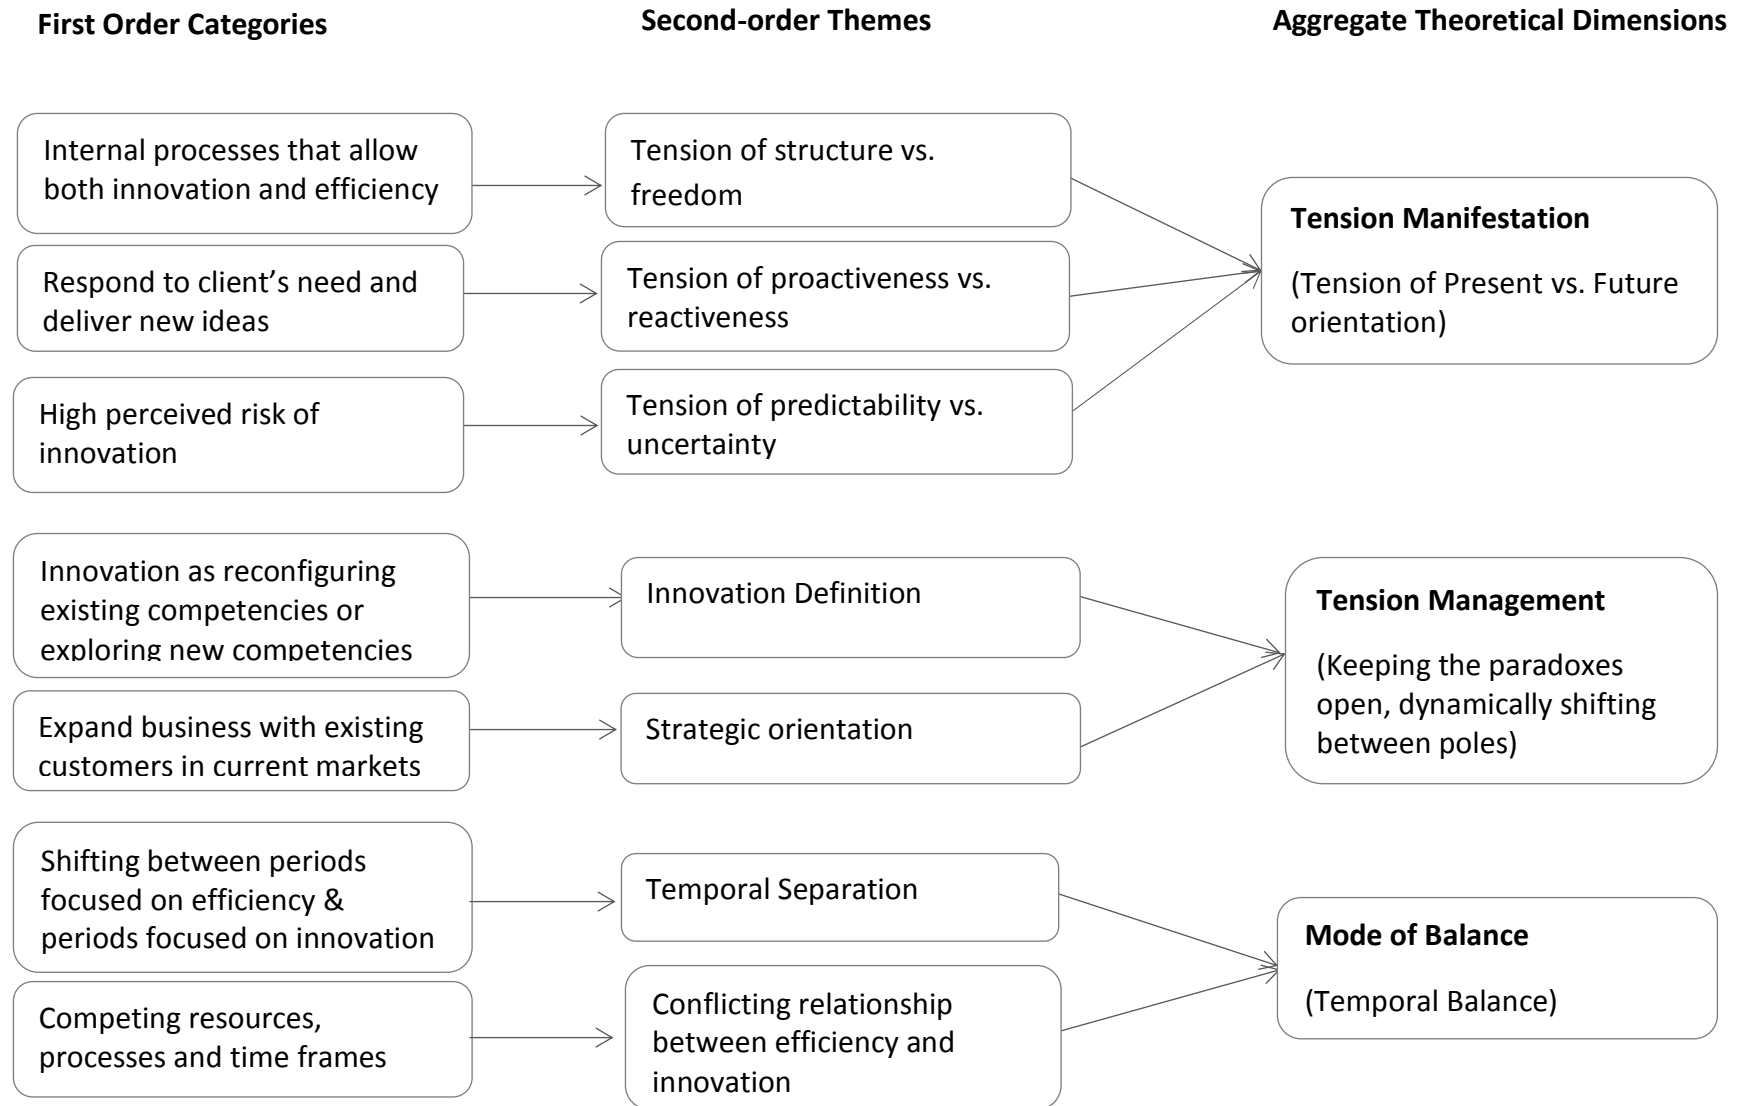 First Order Categories
Second-order Themes
Aggregate Theoretical Dimensions
Internal processes that allow
both innovation and efficiency
Tension of structure vs.
freedom
Respond to client’s need and
deliver new ideas
Tension of proactiveness vs.
reactiveness
High perceived risk of
innovation
Tension of predictability vs.
uncertainty
Tension Manifestation
(Tension of Present vs. Future
orientation)
Innovation as reconfiguring
existing competencies or
exploring new competencies
Innovation Definition
Expand business with existing
customers in current markets
Strategic orientation
Tension Management
(Keeping the paradoxes
open, dynamically shifting
between poles)
Shifting between periods
focused on efficiency &
periods focused on innovation
Temporal Separation
Competing resources,
processes and time frames
Conflicting relationship
between efficiency and
innovation
Mode of Balance
(Temporal Balance)